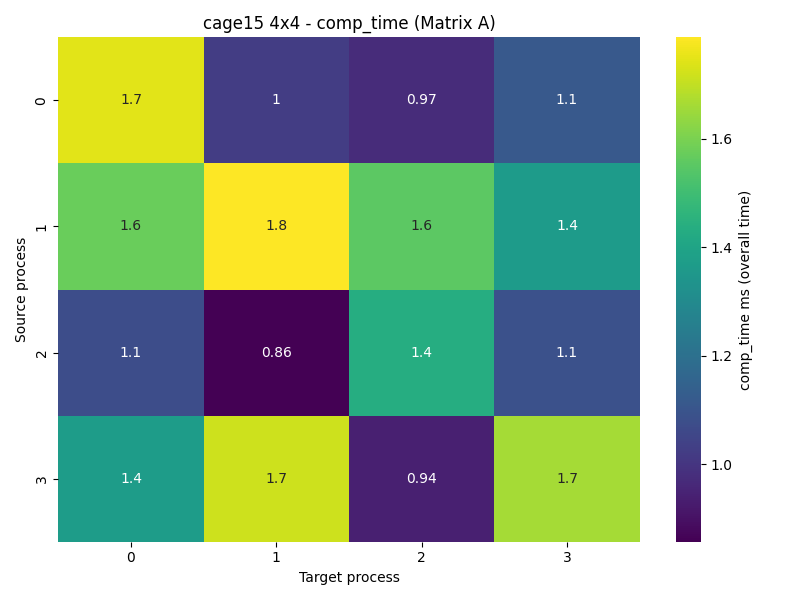 cage15 4x4 - comp_time (Matrix A)
0 1.7 1 0.97 1.1
1 1.6 1.8 1.6 1.4
2 1.1 0.86 1.4 1.1
3 1.4 1.7 0.94 1.7
0 1 2 3
Target process
Source process
1.6
1.4
1.2
1.0
comp_time ms (overall time)